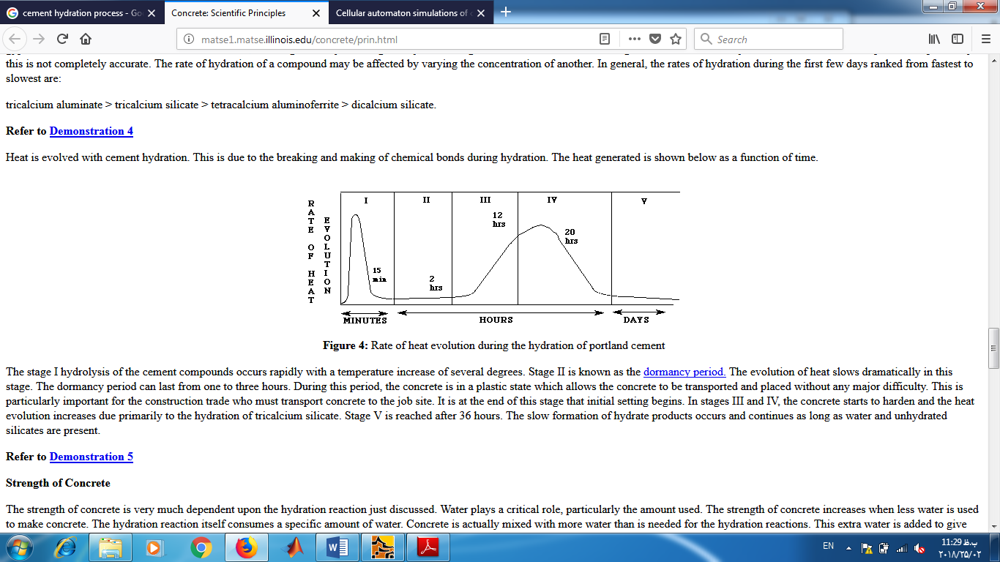 cement hydration process - Go
Concrete: Scientific Principles
Cellular automaton simulations of
matse1.matse.illinois.edu/concrete/prin.html
Search
this is not completely accurate. The rate of hydration of a compound may be affected by varying the concentration of another. In general, the rates of hydration during the first few days ranked from fastest to
slowest are:
tricalcium aluminate > tricalcium silicate > tetracalcium aluminoferrite > dicalcium silicate.
Refer to Demonstration 4
Heat is evolved with cement hydration. This is due to the breaking and making of chemical bonds during hydration. The heat generated is shown below as a function of time.
RATE OF HEAT
EVOLUTION
I II III IV V
12
hrs
20
hrs
15
min
2
hrs
MINUTES HOURS DAYS
Figure 4: Rate of heat evolution during the hydration of portland cement
The stage I hydrolysis of the cement compounds occurs rapidly with a temperature increase of several degrees. Stage II is known as the dormancy period. The evolution of heat slows dramatically in this
stage. The dormancy period can last from one to three hours. During this period, the concrete is in a plastic state which allows the concrete to be transported and placed without any major difficulty. This is
particularly important for the construction trade who must transport concrete to the job site. It is at the end of this stage that initial setting begins. In stages III and IV, the concrete starts to harden and the heat
evolution increases due primarily to the hydration of tricalcium silicate. Stage V is reached after 36 hours. The slow formation of hydrate products occurs and continues as long as water and unhydrated
silicates are present.
Refer to Demonstration 5
Strength of Concrete
The strength of concrete is very much dependent upon the hydration reaction just discussed. Water plays a critical role, particularly the amount used. The strength of concrete increases when less water is used
to make concrete. The hydration reaction itself consumes a specific amount of water. Concrete is actually mixed with more water than is needed for the hydration reactions. This extra water is added to give
EN
11:29 ب.ظ
۲۰۱۸/۲۵/۰۲